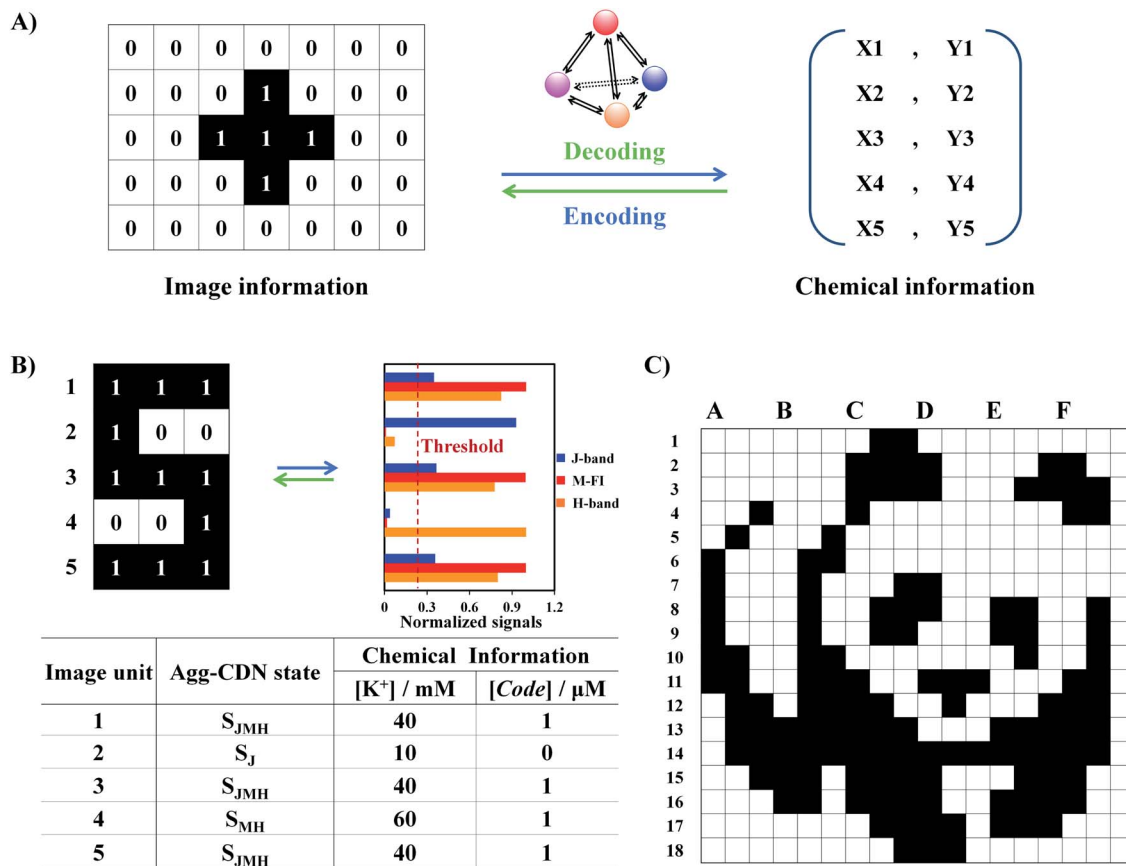 A)
0 0 0 0 0 0 0
0 0 0 1 0 0 0
0 0 1 1 1 0 0
0 0 0 1 0 0 0
0 0 0 0 0 0 0
Image information
Decoding
Encoding
X1 , Y1
X2 , Y2
X3 , Y3
X4 , Y4
X5 , Y5
Chemical information
B)
1 1 1 1
2 1 0 0
3 1 1 1
4 0 0 1
5 1 1 1
Threshold
J-band
M-FI
H-band
0 0.3 0.6 0.9 1.2
Normalized signals
Image unit Agg-CDN state Chemical Information
[K⁺] / mM [Code] / μM
1 S_JMH 40 1
2 S_J 10 0
3 S_JMH 40 1
4 S_MH 60 1
5 S_JMH 40 1
C)
A B C D E F
1
2
3
4
5
6
7
8
9
10
11
12
13
14
15
16
17
18